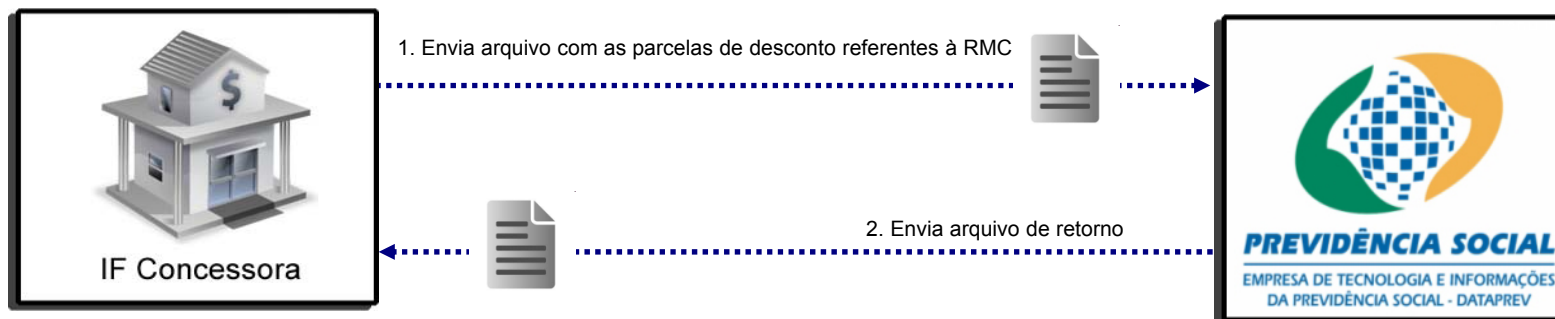 1. Envia arquivo com as parcelas de desconto referentes à RMC
$
IF Concessora
2. Envia arquivo de retorno
PREVIDÊNCIA SOCIAL
EMPRESA DE TECNOLOGIA E INFORMAÇÕES
DA PREVIDÊNCIA SOCIAL - DATAPREV